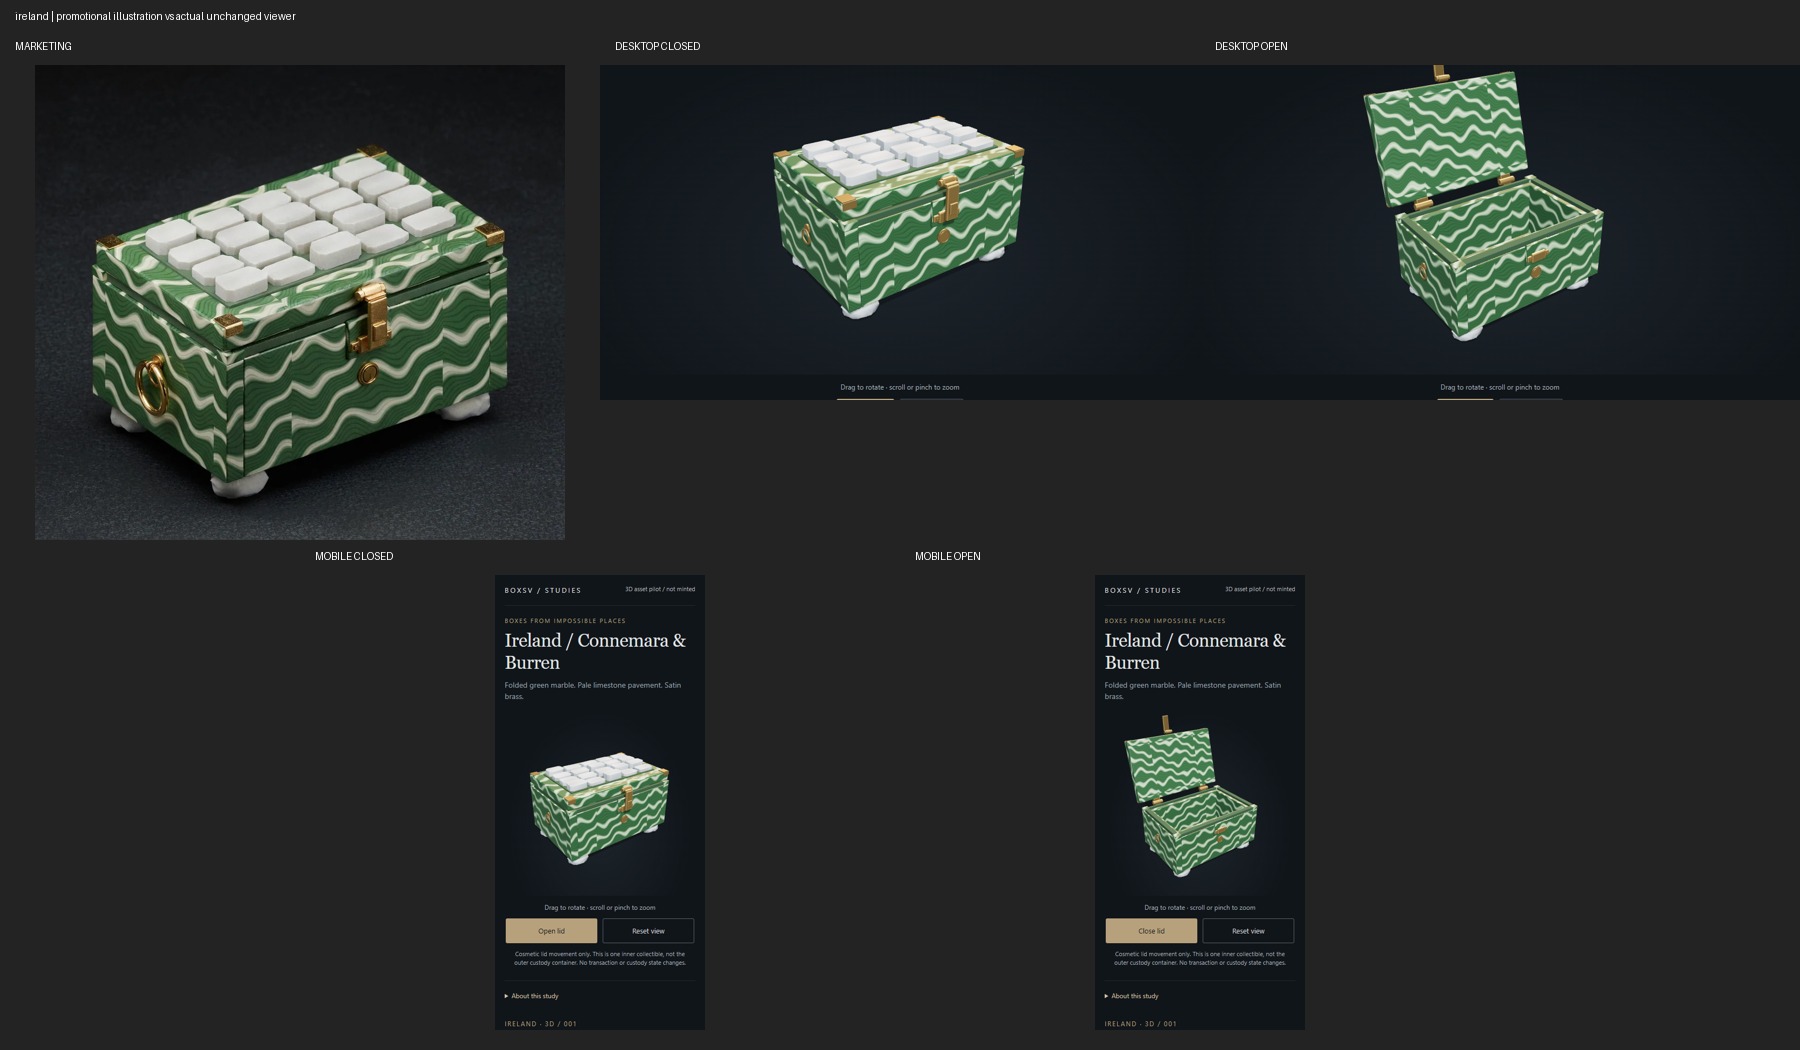 ireland | promotional illustration vs actual unchanged viewer
MARKETING
DESKTOP CLOSED
DESKTOP OPEN
Drag to rotate · scroll or pinch to zoom
Drag to rotate · scroll or pinch to zoom
MOBILE CLOSED
MOBILE OPEN
BOXSV / STUDIES
3D asset pilot / not minted
BOXES FROM IMPOSSIBLE PLACES
Ireland / Connemara &
Burren
Folded green marble. Pale limestone pavement. Satin
brass.
Drag to rotate · scroll or pinch to zoom
Open lid
Reset view
Cosmetic lid movement only. This is one inner collectible, not the
outer custody container. No transaction or custody state changes.
▶ About this study
IRELAND · 3D / 001
BOXSV / STUDIES
3D asset pilot / not minted
BOXES FROM IMPOSSIBLE PLACES
Ireland / Connemara &
Burren
Folded green marble. Pale limestone pavement. Satin
brass.
Drag to rotate · scroll or pinch to zoom
Close lid
Reset view
Cosmetic lid movement only. This is one inner collectible, not the
outer custody container. No transaction or custody state changes.
▶ About this study
IRELAND · 3D / 001